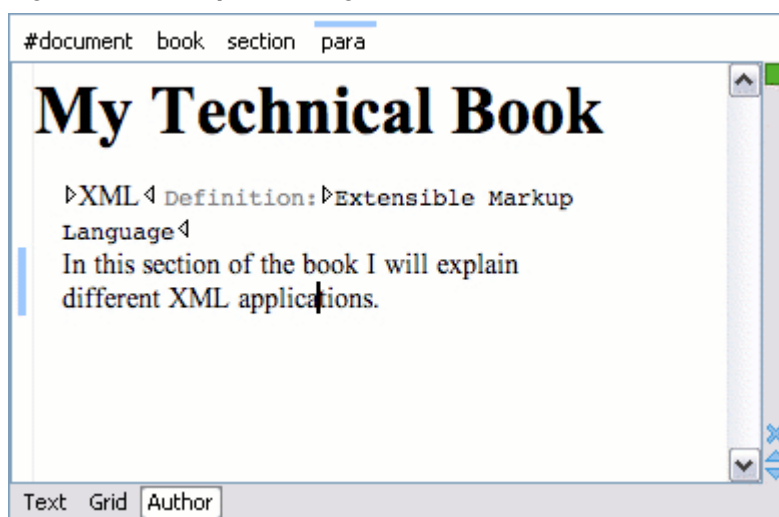 #document book section para
My Technical Book
XML Definition: Extensible Markup
Language
In this section of the book I will explain
different XML applications.
Text Grid Author